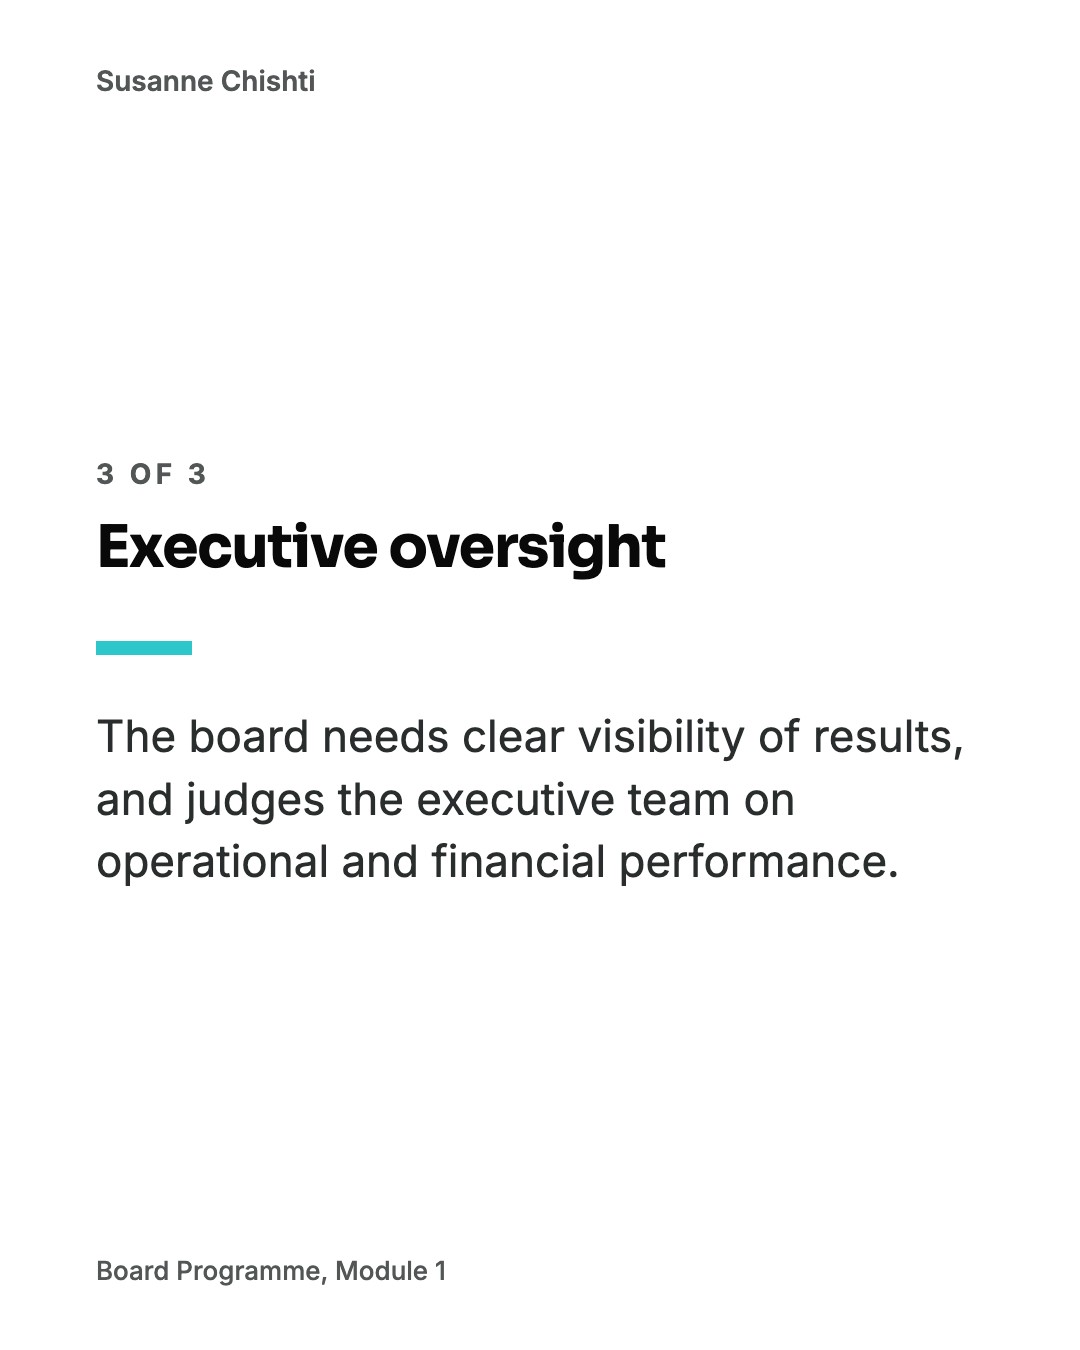 Susanne Chishti
3 OF 3
Executive oversight
The board needs clear visibility of results,
and judges the executive team on
operational and financial performance.
Board Programme, Module 1